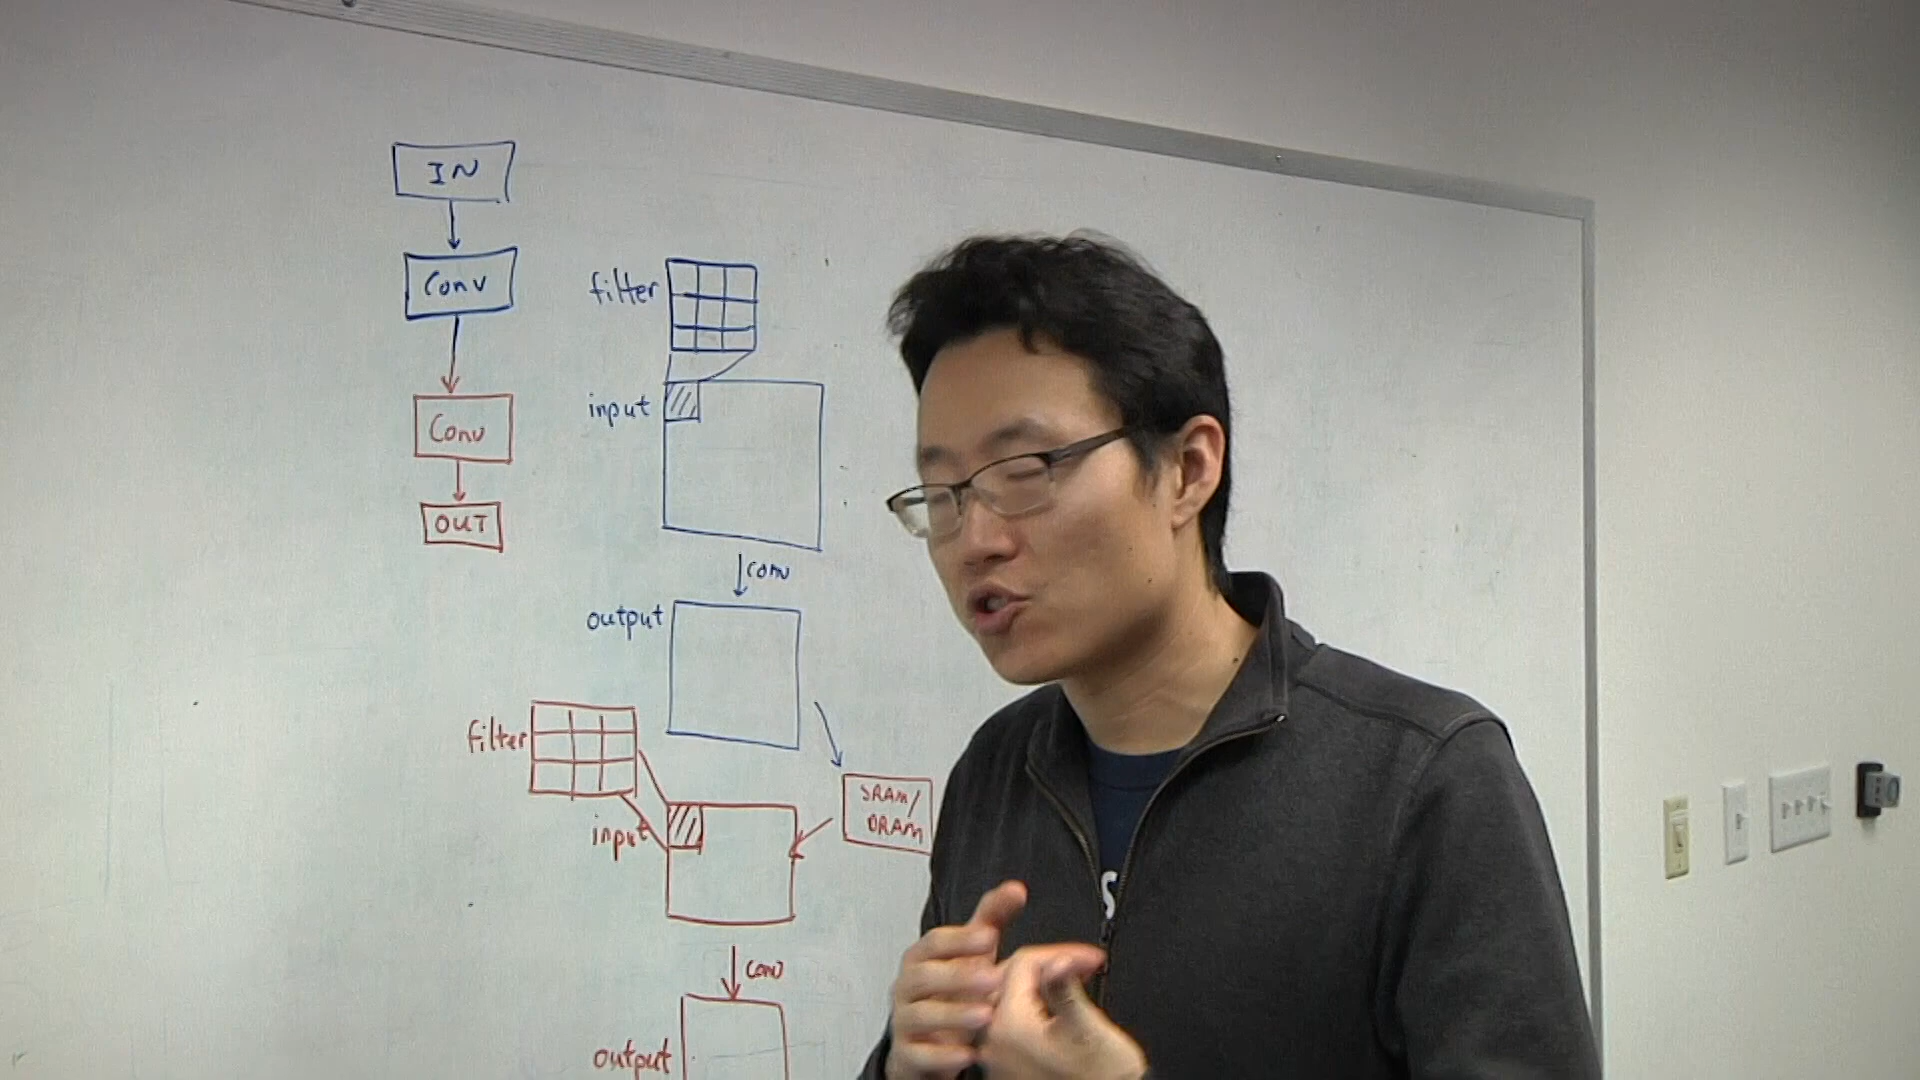 IN
Conv
Conv
OUT
filter
input
conv
output
filter
input
SRAM/
DRAM
conv
output
S